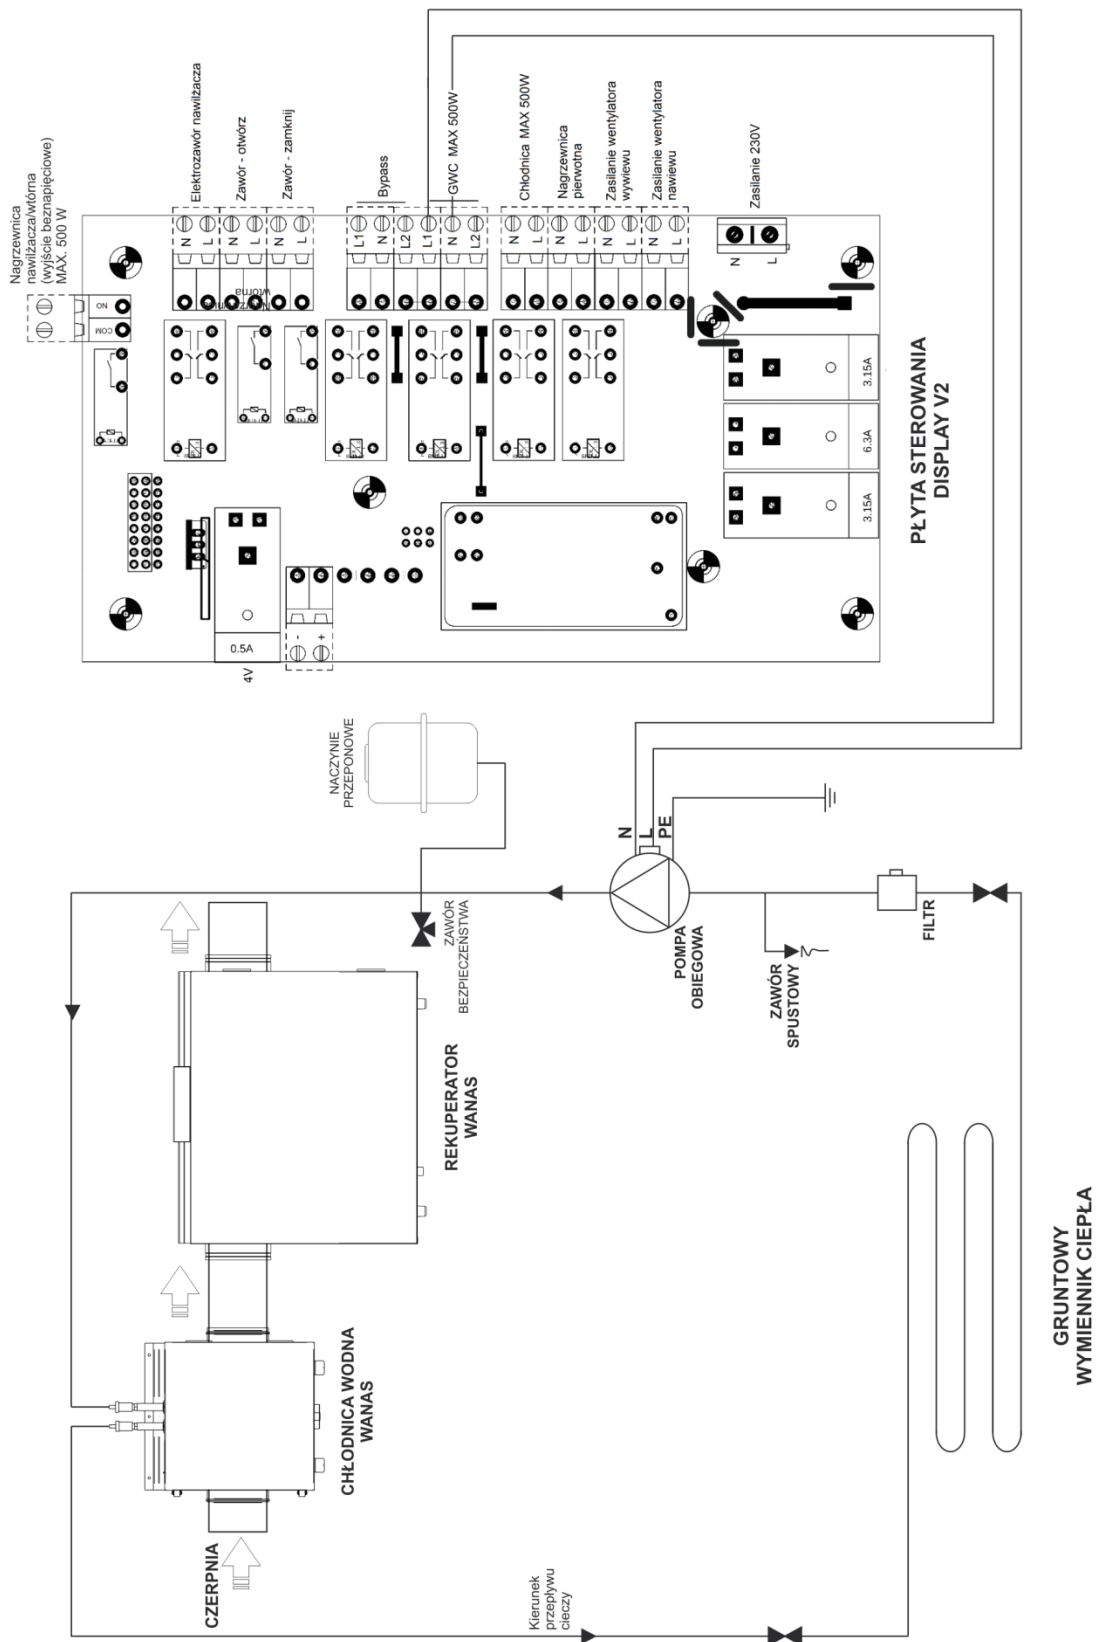 Nagrzewnica
nawilżacza/wtórna
(wyjście beznapięciowe)
MAX. 500 W
Elektrozawór nawilżacza
Zawór - otwórz
Zawór - zamknij
Bypass
GWC MAX 500W
Chłodnica MAX 500W
Nagrzewnica
pierwotna
Zasilanie wentylatora
wywiewu
Zasilanie wentylatora
nawiewu
Zasilanie 230V
COM
NO
N
L
N
L
N
L
L1
N
L2
L1
N
L2
N
L
N
L
N
L
N
L
N
L
wtórna
0.5A
4V
-
+
3.15A
6.3A
3.15A
PŁYTA STEROWANIA
DISPLAY V2
NACZYNIE
PRZEPONOWE
ZAWÓR
BEZPIECZEŃSTWA
N
L
PE
POMPA
OBIEGOWA
ZAWÓR
SPUSTOWY
FILTR
REKUPERATOR
WANAS
CHŁODNICA WODNA
WANAS
CZERPNIA
Kierunek
przepływu
cieczy
GRUNTOWY
WYMIENNIK CIEPŁA